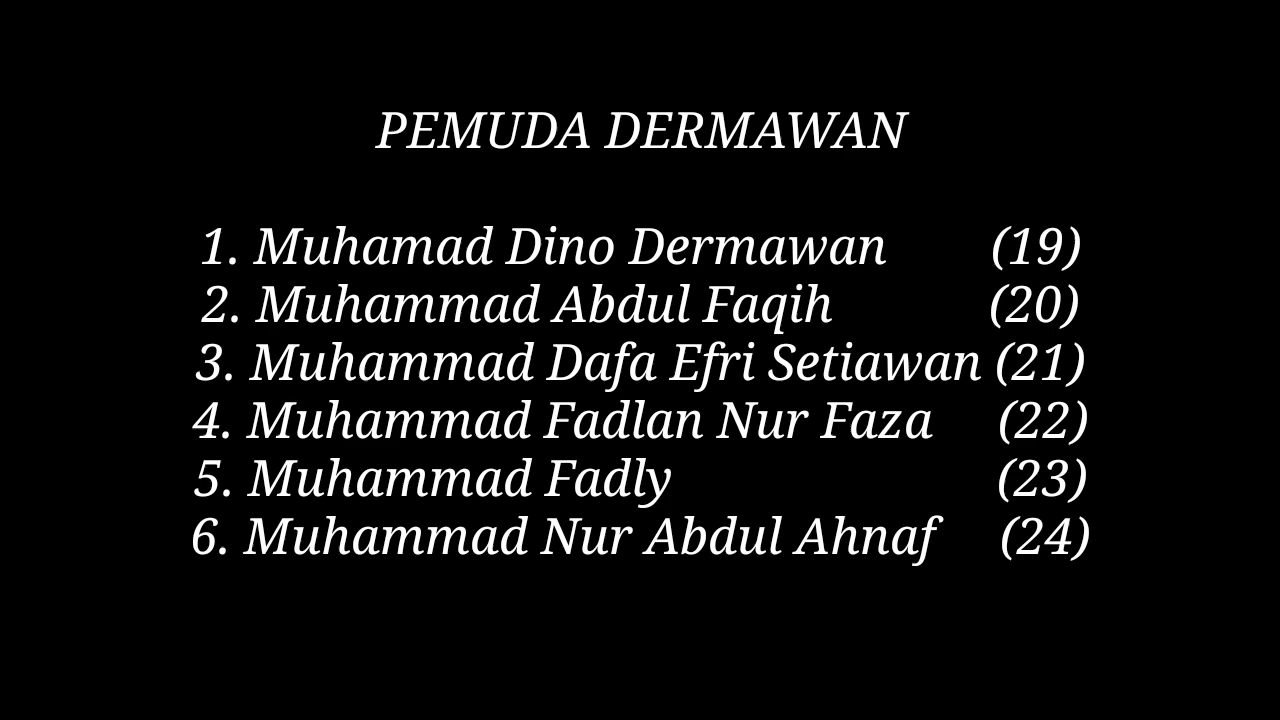 PEMUDA DERMAWAN
1. Muhamad Dino Dermawan (19)
2. Muhammad Abdul Faqih (20)
3. Muhammad Dafa Efri Setiawan (21)
4. Muhammad Fadlan Nur Faza (22)
5. Muhammad Fadly (23)
6. Muhammad Nur Abdul Ahnaf (24)